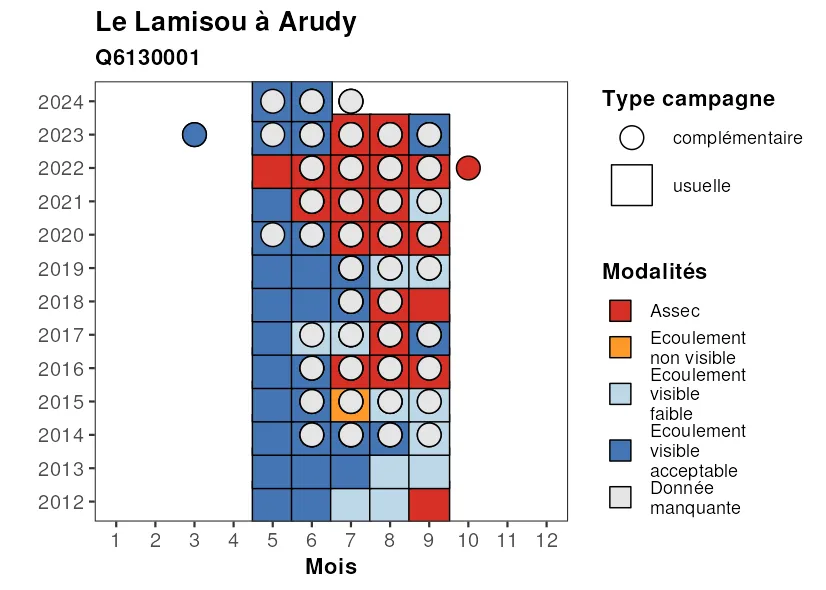 Le Lamisou à Arudy
Q6130001
2024
2023
2022
2021
2020
2019
2018
2017
2016
2015
2014
2013
2012
1 2 3 4 5 6 7 8 9 10 11 12
Mois
Type campagne
complémentaire
usuelle
Modalités
Assec
Ecoulement
non visible
Ecoulement
visible
faible
Ecoulement
visible
acceptable
Donnée
manquante